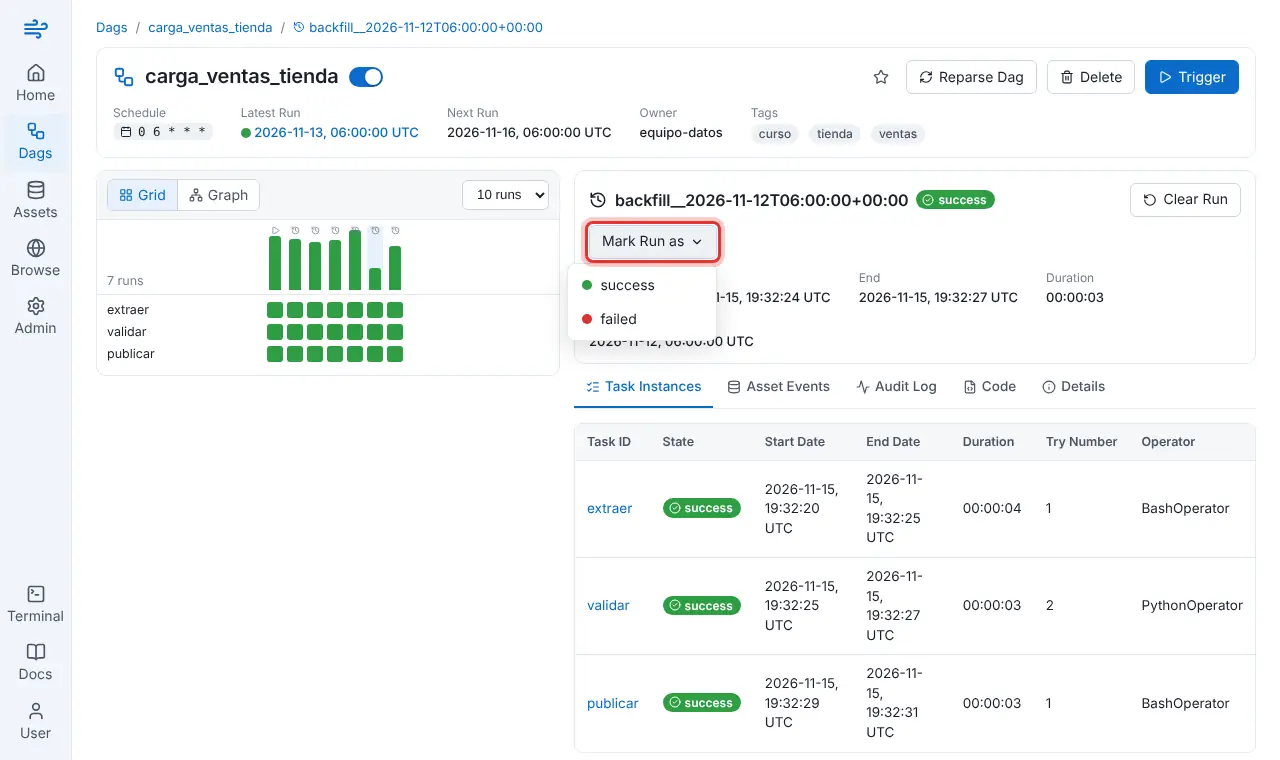 Dags / carga_ventas_tienda / backfill__2026-11-12T06:00:00+00:00
Home
Dags
Assets
Browse
Admin
Terminal
Docs
User
carga_ventas_tienda
Reparse Dag
Delete
Trigger
Schedule
0 6 * * *
Latest Run
2026-11-13, 06:00:00 UTC
Next Run
2026-11-16, 06:00:00 UTC
Owner
equipo-datos
Tags
curso tienda ventas
Grid
Graph
10 runs
7 runs
extraer
validar
publicar
backfill__2026-11-12T06:00:00+00:00
success
Clear Run
Mark Run as
success
failed
1-15, 19:32:24 UTC
End
2026-11-15, 19:32:27 UTC
Duration
00:00:03
2026-11-12, 06:00:00 UTC
Task Instances
Asset Events
Audit Log
Code
Details
Task ID State Start Date End Date Duration Try Number Operator
extraer
success
2026-11-15,
19:32:20
UTC
2026-11-
15,
19:32:25
UTC
00:00:04
1
BashOperator
validar
success
2026-11-15,
19:32:25
UTC
2026-11-
15,
19:32:27
UTC
00:00:03
2
PythonOperator
publicar
success
2026-11-15,
19:32:29
UTC
2026-11-
15,
19:32:31
UTC
00:00:03
1
BashOperator